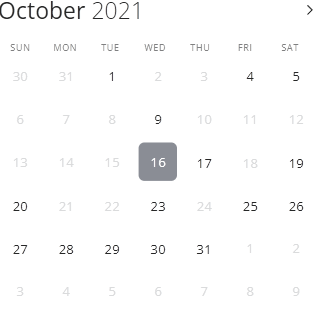 October 2021
SUN MON TUE WED THU FRI SAT
30 31 1 2 3 4 5
6 7 8 9 10 11 12
13 14 15 16 17 18 19
20 21 22 23 24 25 26
27 28 29 30 31 1 2
3 4 5 6 7 8 9